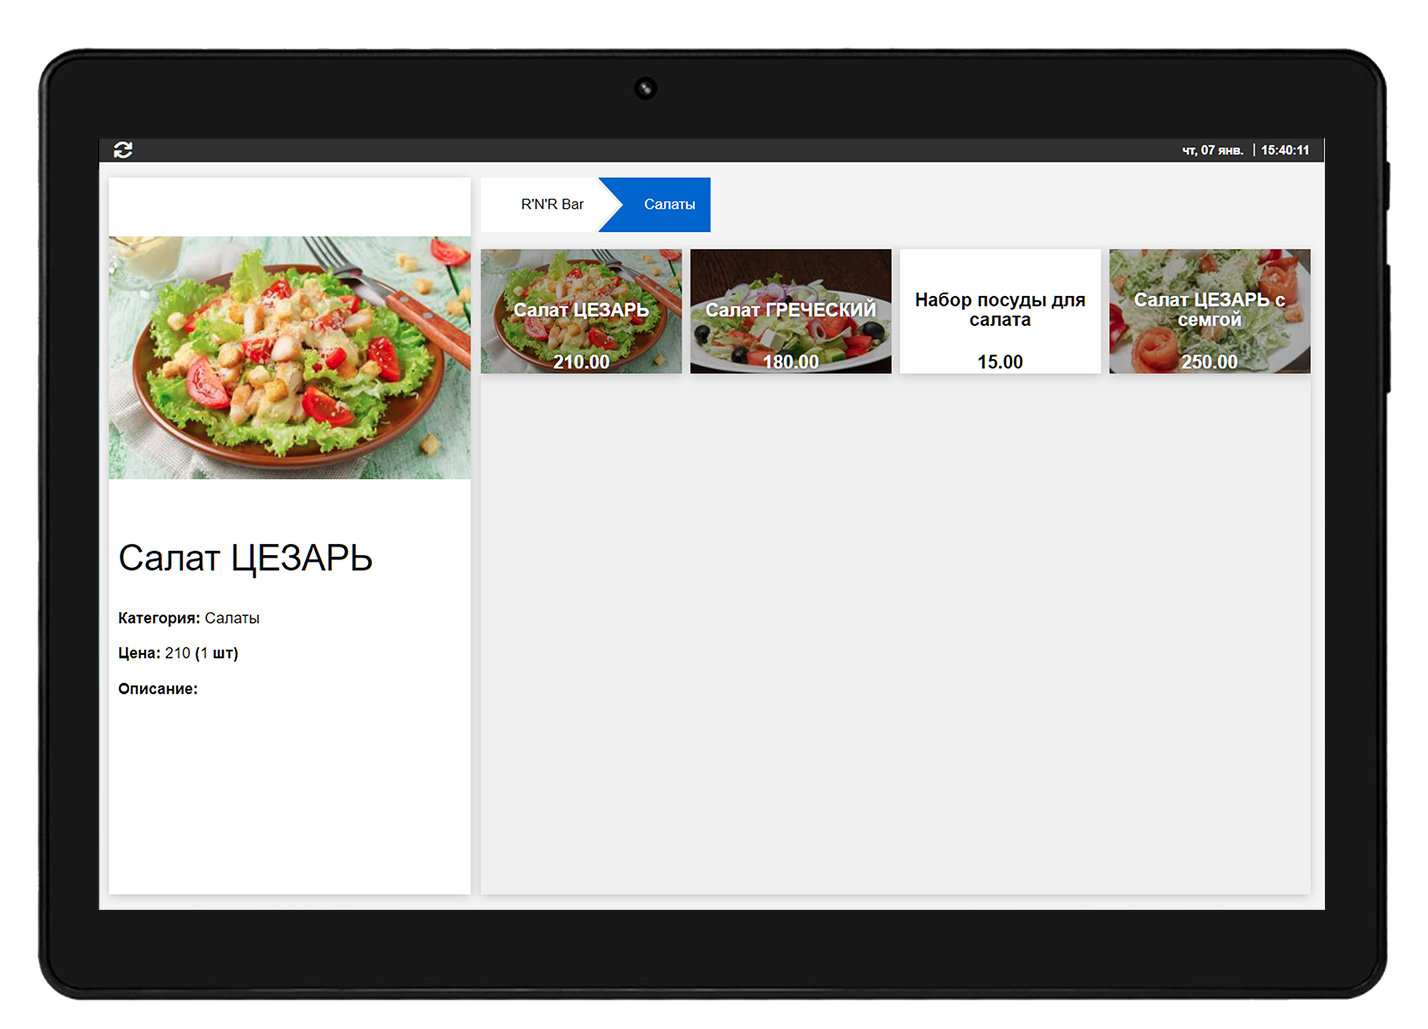 чт, 07 янв. | 15:40:11
R'N'R Bar
Салаты
Салат ЦЕЗАРЬ
210.00
Салат ГРЕЧЕСКИЙ
180.00
Набор посуды для
салата
15.00
Салат ЦЕЗАРЬ с
семгой
250.00
Салат ЦЕЗАРЬ
Категория: Салаты
Цена: 210 (1 шт)
Описание: